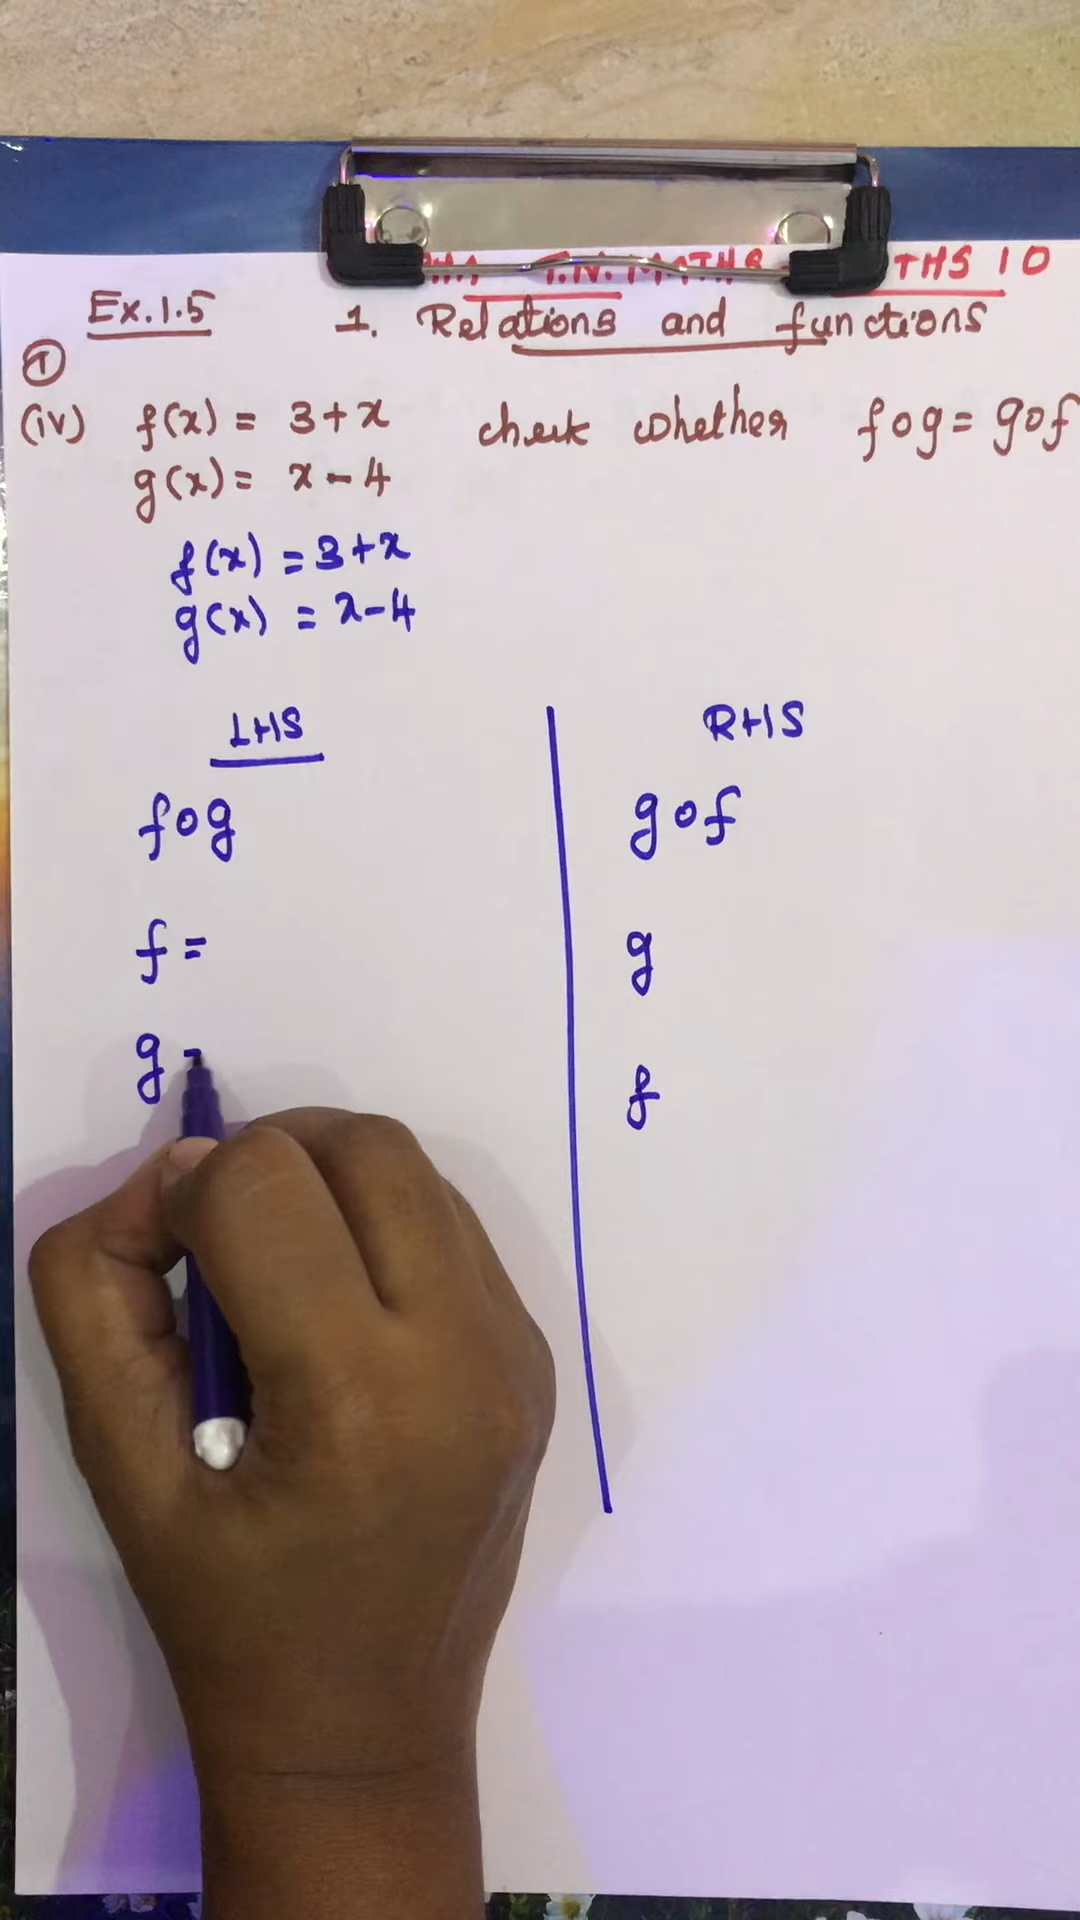 T.N. MATHS THS 10
Ex.1.5 1. Relations and functions
①
(iv) f(x) = 3+x check whether fog = gof
g(x) = x - 4
f(x) = 3+x
g(x) = x-4
LHS
fog
f =
g -
RHS
gof
g
f